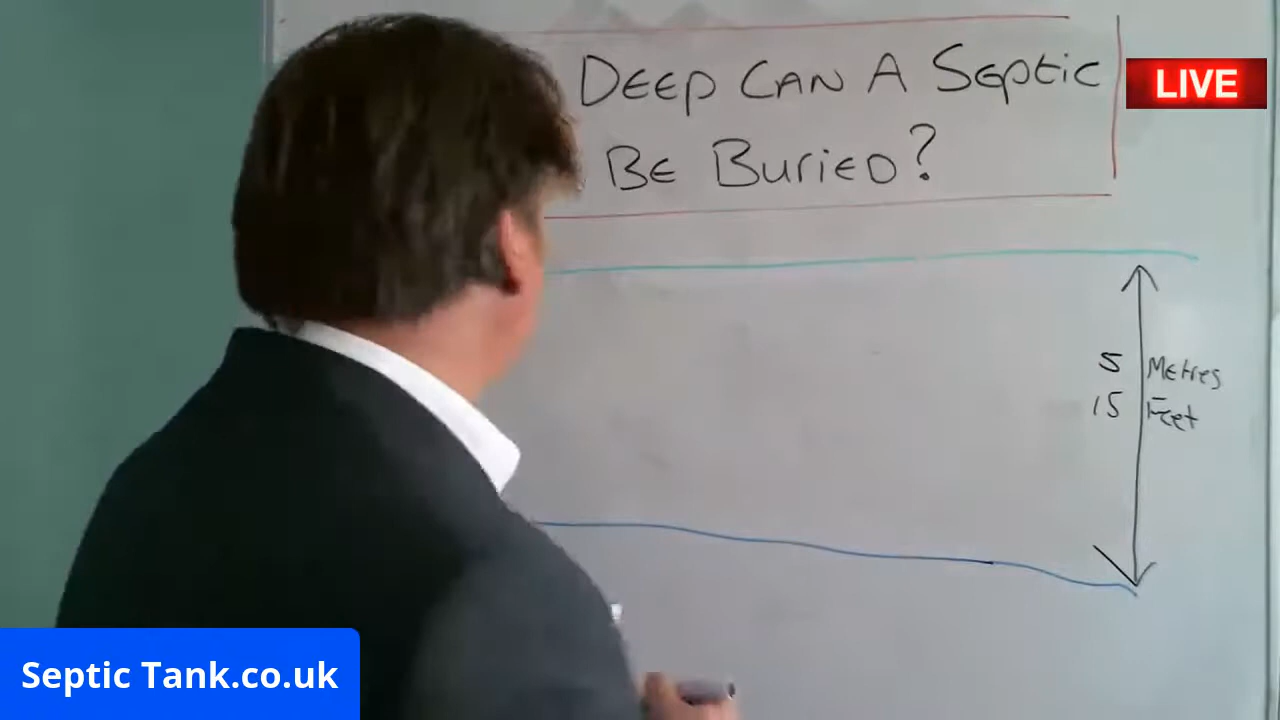 DEEP CAN A SEPTIC
LIVE
BE BURIED?
5 METRES
15 FEET
Septic Tank.co.uk